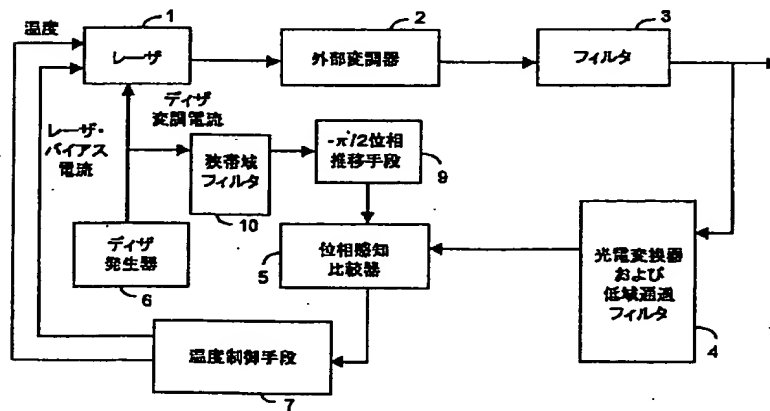 温度
1
レーザ
2
外部変調器
3
フィルタ
ディザ
変調電流
レーザ・
バイアス
電流
狭帯域
フィルタ
10
-π/2位相
推移手段
9
ディザ
発生器
6
位相感知
比較器
5
光電変換器
および
低域通過
フィルタ
4
温度制御手段
7